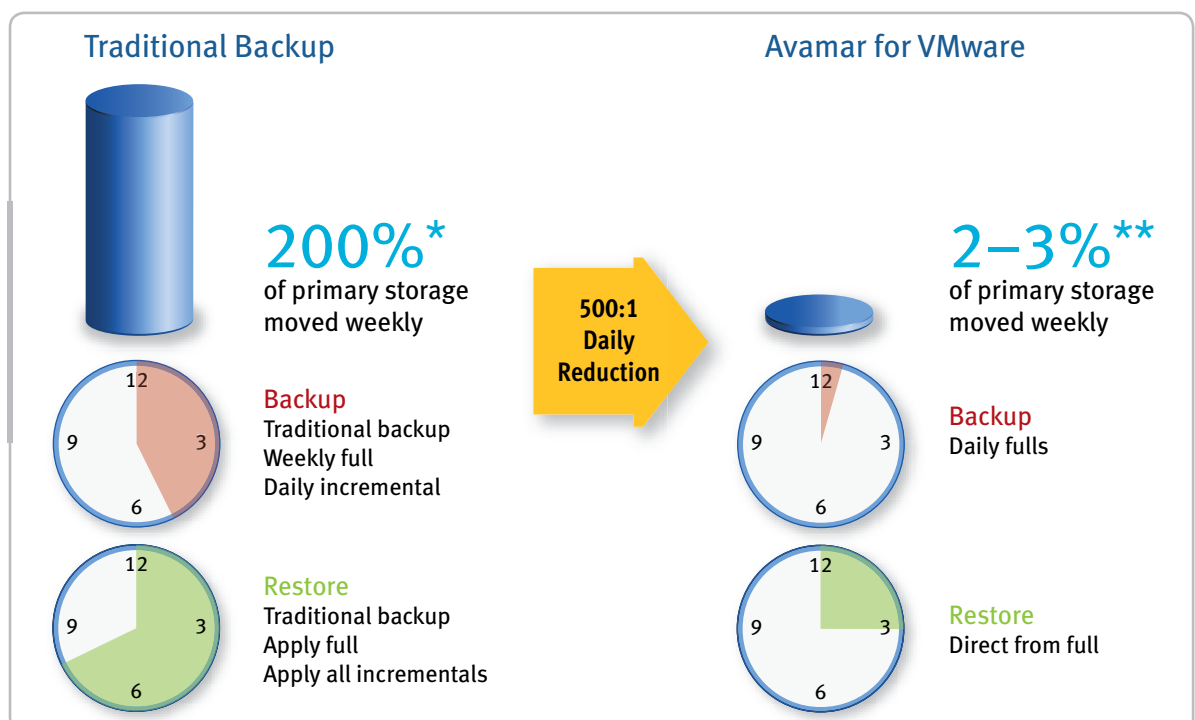 Traditional Backup
200%*
of primary storage
moved weekly
12
3
6
9
Backup
Traditional backup
Weekly full
Daily incremental
12
3
6
9
Restore
Traditional backup
Apply full
Apply all incrementals
500:1
Daily
Reduction
Avamar for VMware
2–3%**
of primary storage
moved weekly
12
3
6
9
Backup
Daily fulls
12
3
6
9
Restore
Direct from full